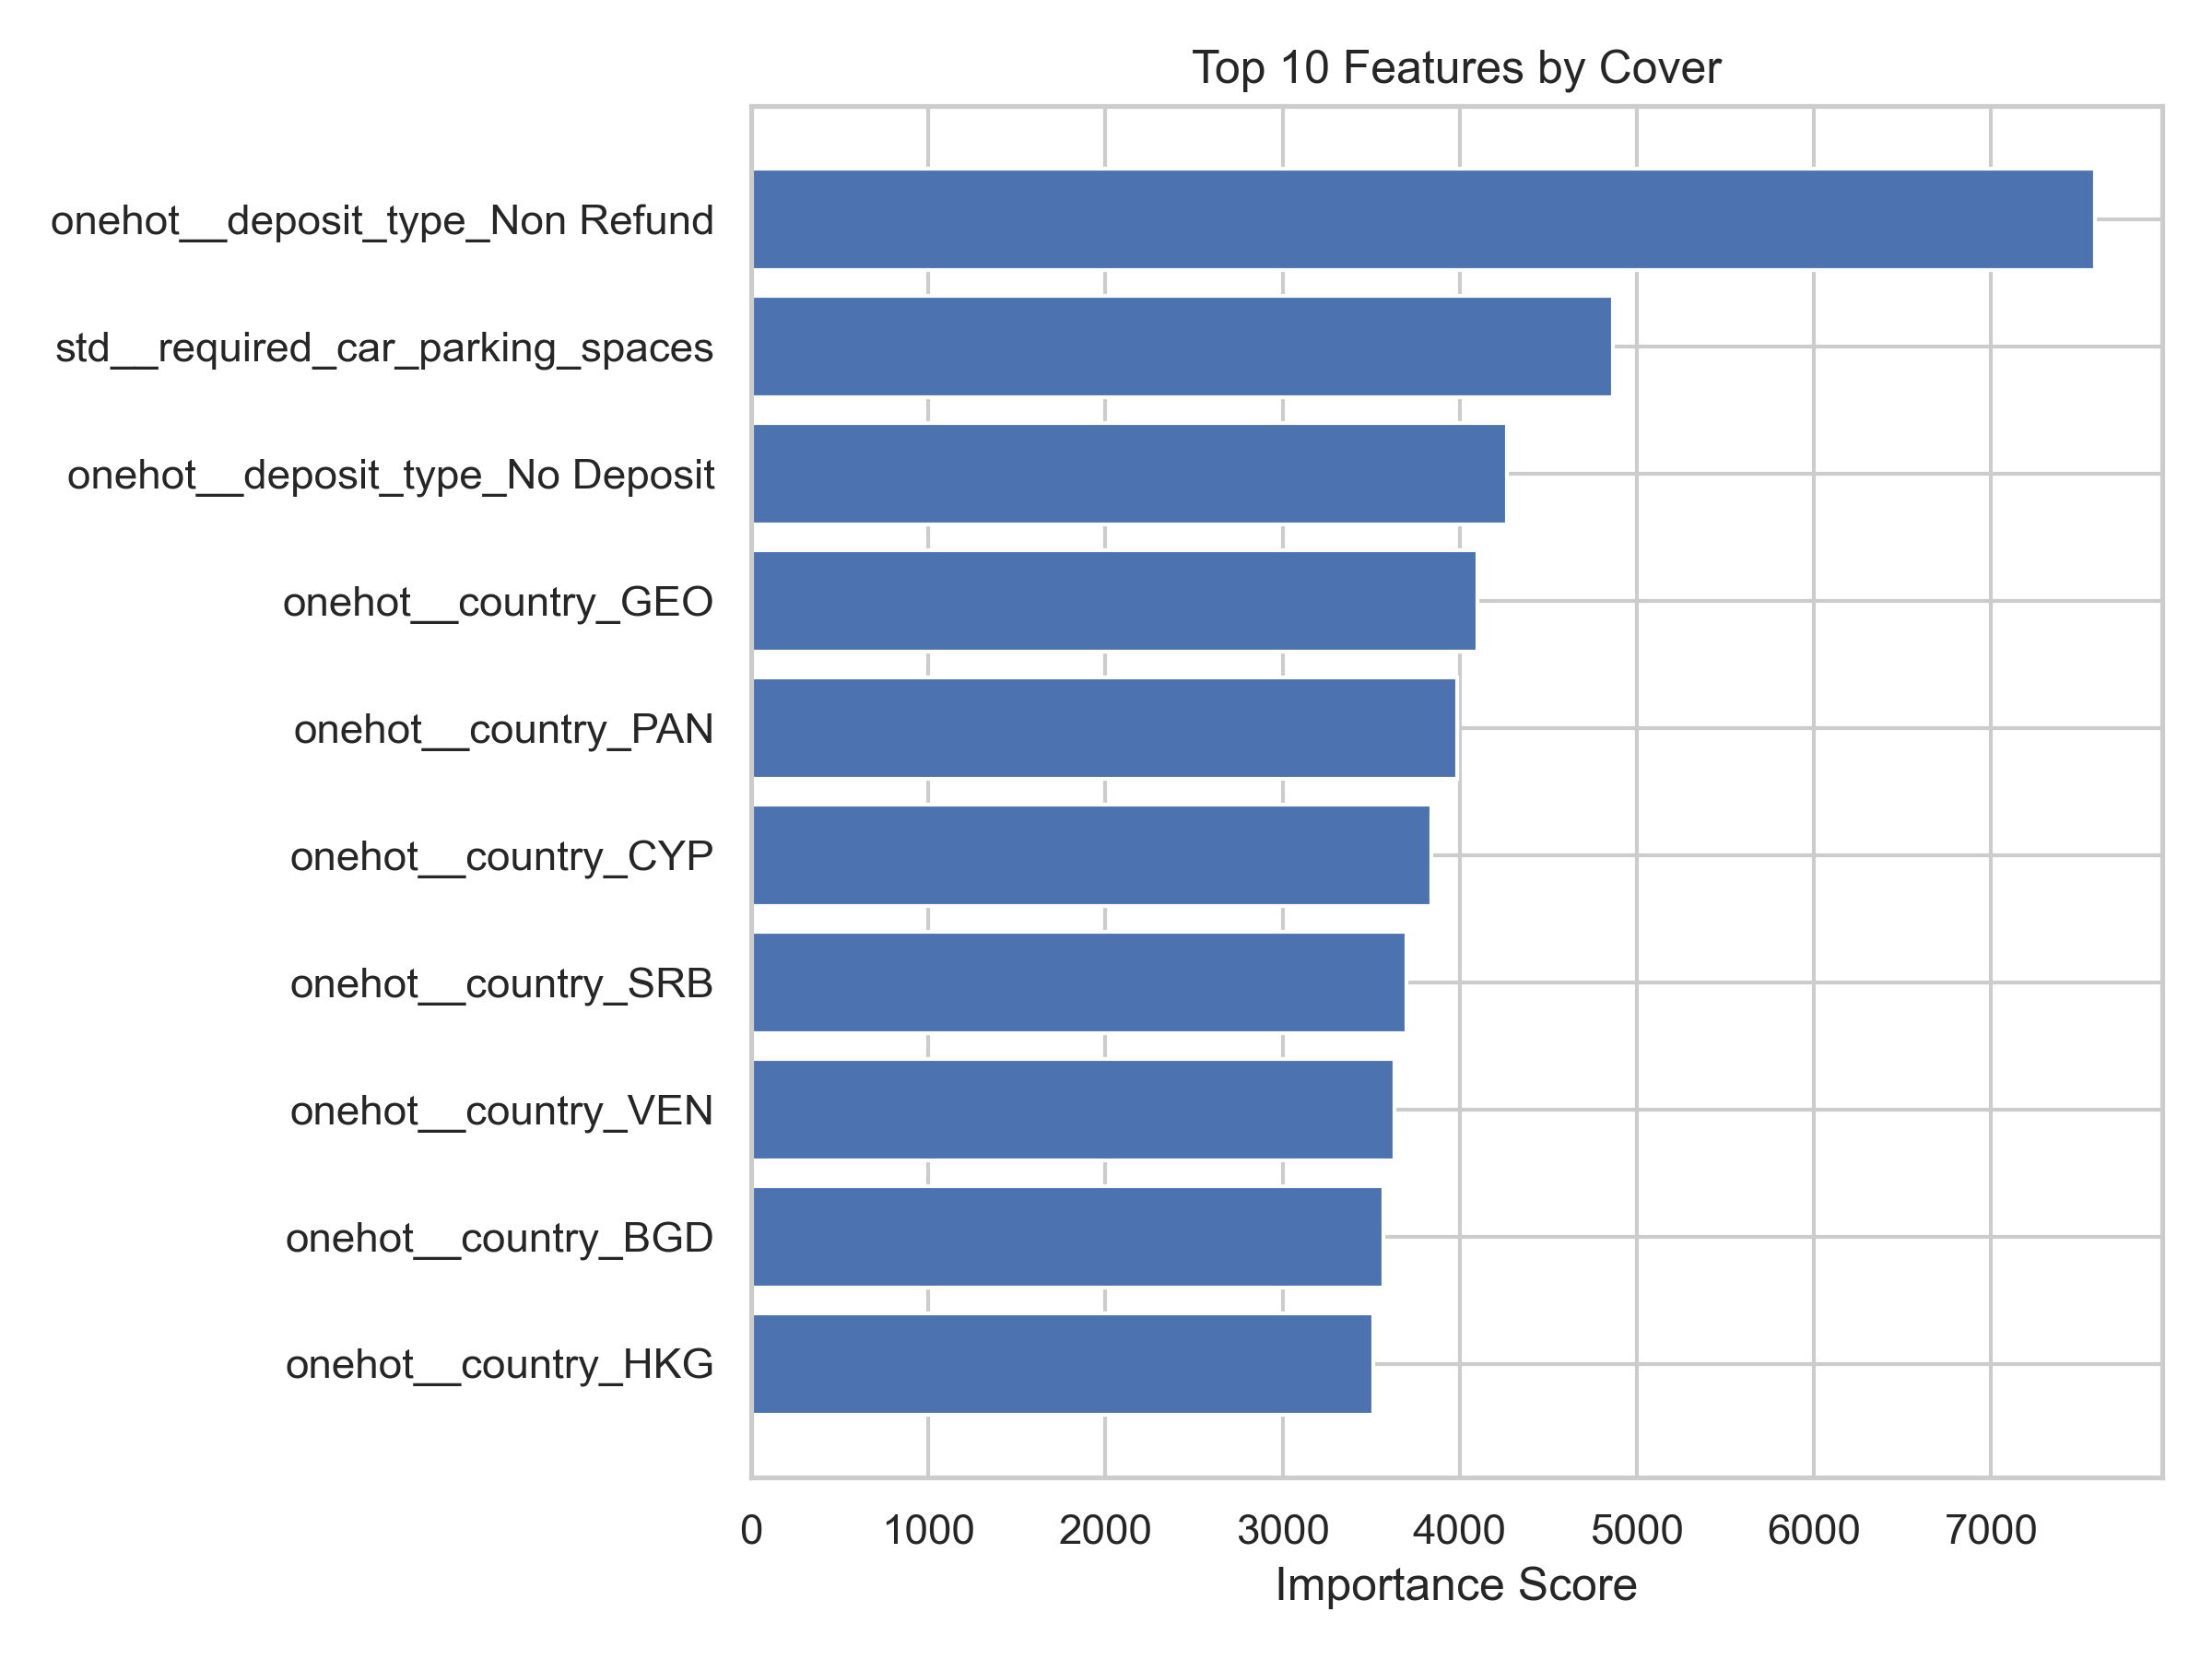 Top 10 Features by Cover
onehot__deposit_type_Non Refund
std__required_car_parking_spaces
onehot__deposit_type_No Deposit
onehot__country_GEO
onehot__country_PAN
onehot__country_CYP
onehot__country_SRB
onehot__country_VEN
onehot__country_BGD
onehot__country_HKG
0 1000 2000 3000 4000 5000 6000 7000
Importance Score